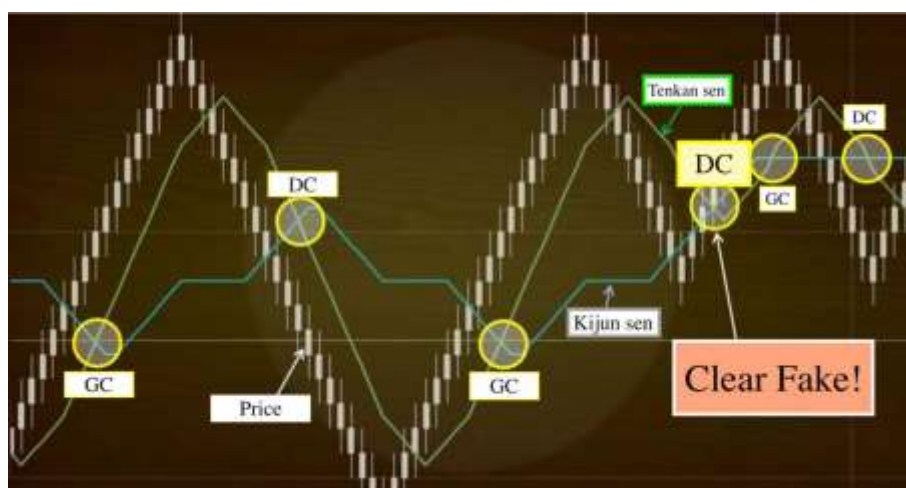 Tenkan sen
DC
DC
DC
GC
GC
Price
GC
Kijun sen
Clear Fake!